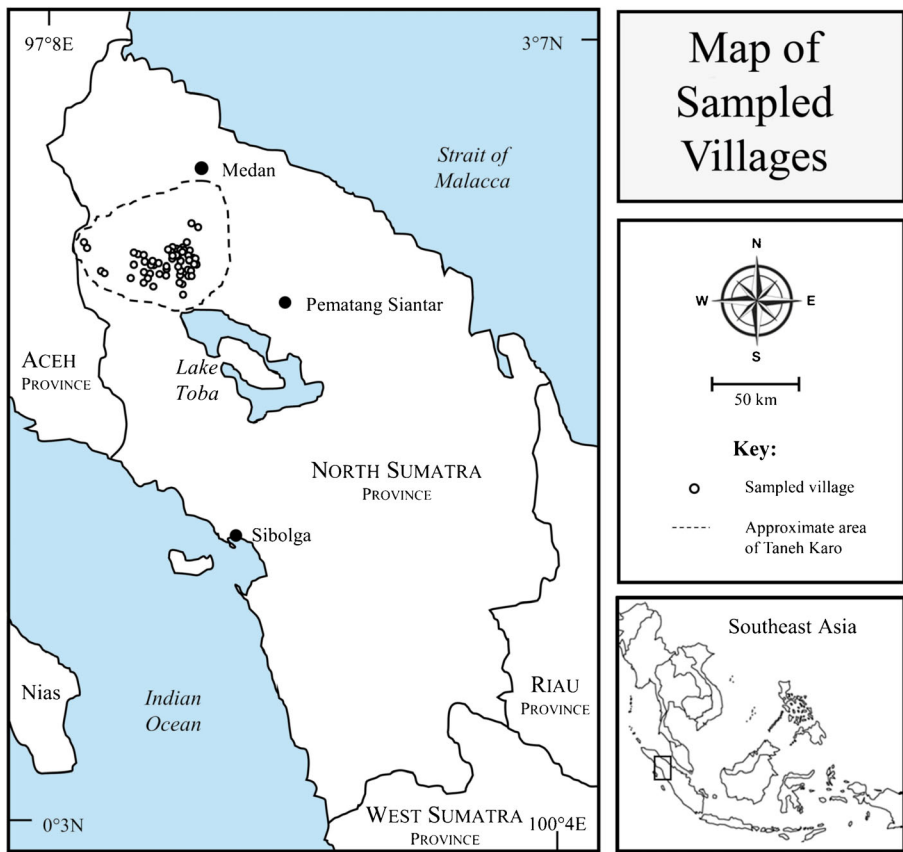 97°8E
3°7N
Strait of
Malacca
Medan
Pematang Siantar
ACEH
PROVINCE
Lake
Toba
NORTH SUMATRA
PROVINCE
Sibolga
Nias
Indian
Ocean
RIAU
PROVINCE
WEST SUMATRA
PROVINCE
0°3N
100°4E
Map of
Sampled
Villages
N
W
E
S
50 km
Key:
Sampled village
Approximate area
of Taneh Karo
Southeast Asia